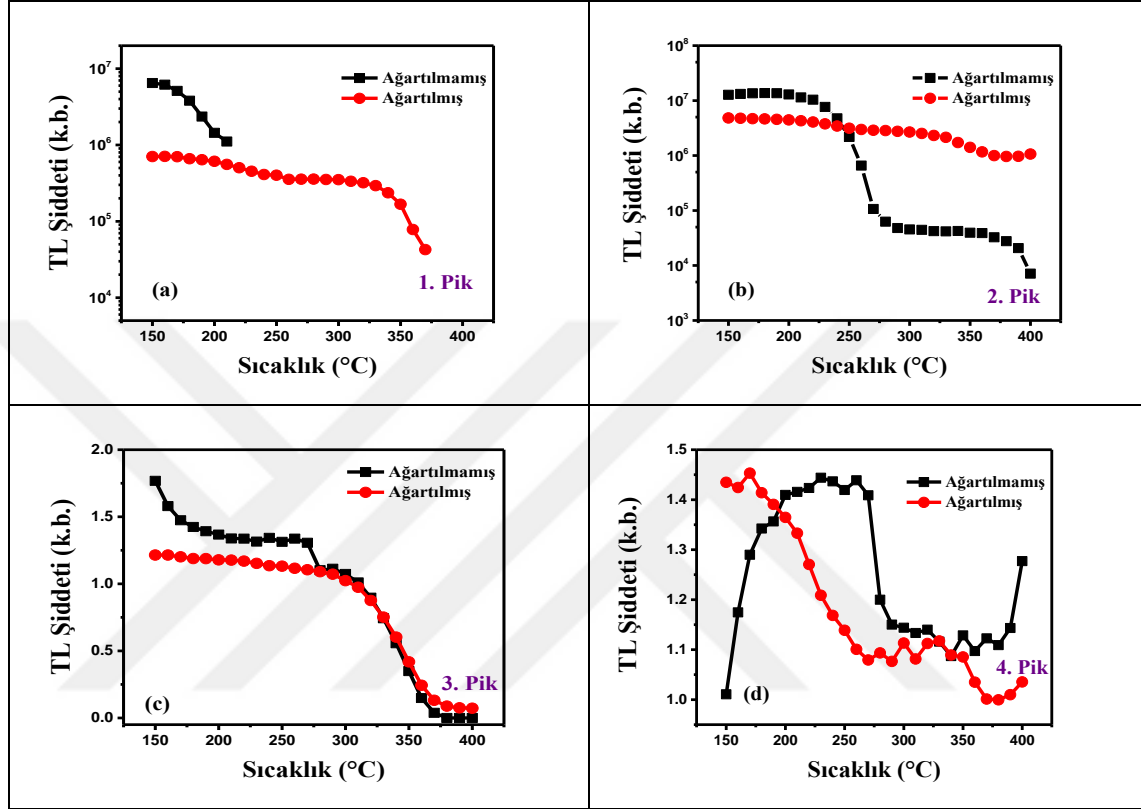 TL Şiddeti (k.b.)
10⁷
10⁶
10⁵
10⁴
Ağartılmamış
Ağartılmış
(a)
1. Pik
150 200 250 300 350 400
Sıcaklık (°C)
TL Şiddeti (k.b.)
10⁸
10⁷
10⁶
10⁵
10⁴
10³
Ağartılmamış
Ağartılmış
(b)
2. Pik
150 200 250 300 350 400
Sıcaklık (°C)
TL Şiddeti (k.b.)
2.0
1.5
1.0
0.5
0.0
Ağartılmamış
Ağartılmış
(c)
3. Pik
150 200 250 300 350 400
Sıcaklık (°C)
TL Şiddeti (k.b.)
1.5
1.4
1.3
1.2
1.1
1.0
Ağartılmamış
Ağartılmış
(d)
4. Pik
150 200 250 300 350 400
Sıcaklık (°C)